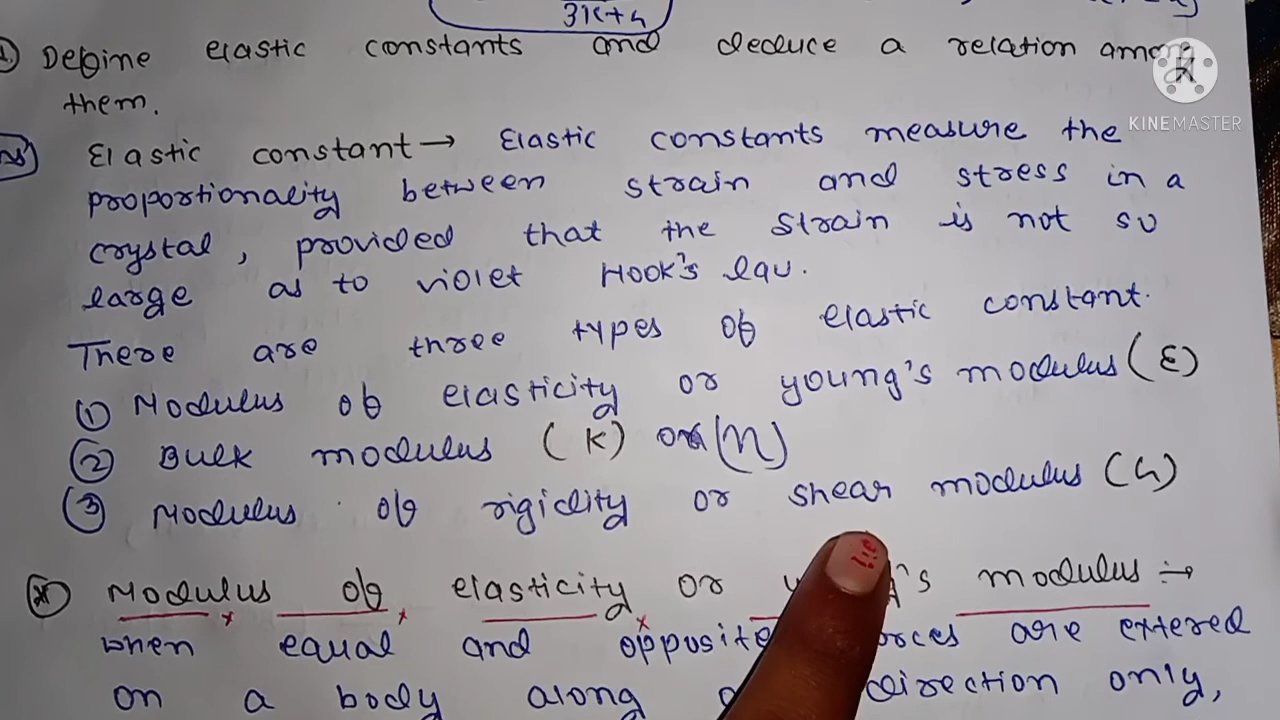 3K+G
Define elastic constants and deduce a relation among
them.
KINEMASTER
Elastic constant → Elastic constants measure the
proportionality between strain and stress in a
crystal, provided that the strain is not so
large as to violet Hook's equ.
There are three types of elastic constant.
① Modulus of elasticity or young's modulus (E)
② Bulk modulus (K) or (n)
③ Modulus of rigidity or shear modulus (G)
Modulus of elasticity or modulus :→
when equal and opposite are extered
on a body along direction only,